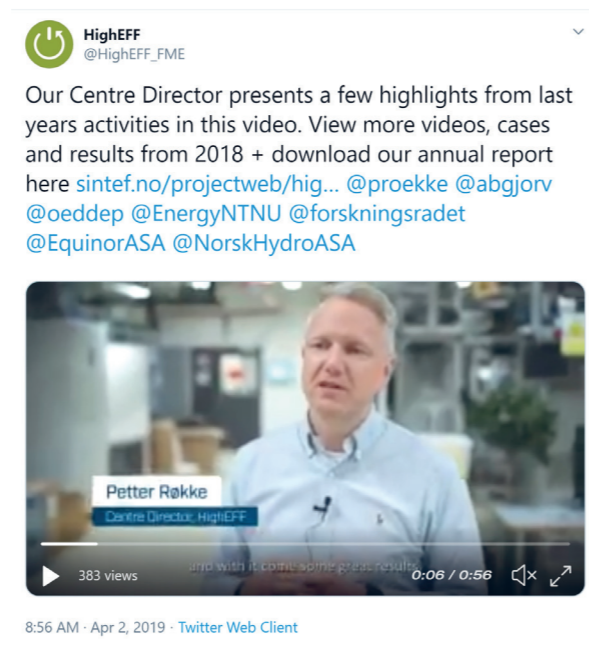 HighEFF
@HighEFF_FME
Our Centre Director presents a few highlights from last
years activities in this video. View more videos, cases
and results from 2018 + download our annual report
here sintef.no/projectweb/hig... @proekke @abgjorv
@oeddep @EnergyNTNU @forskningsradet
@EquinorASA @NorskHydroASA
Petter Røkke
Centre Director, HighEFF
and with it come some great results
383 views
0:06 / 0:56
8:56 AM · Apr 2, 2019 · Twitter Web Client